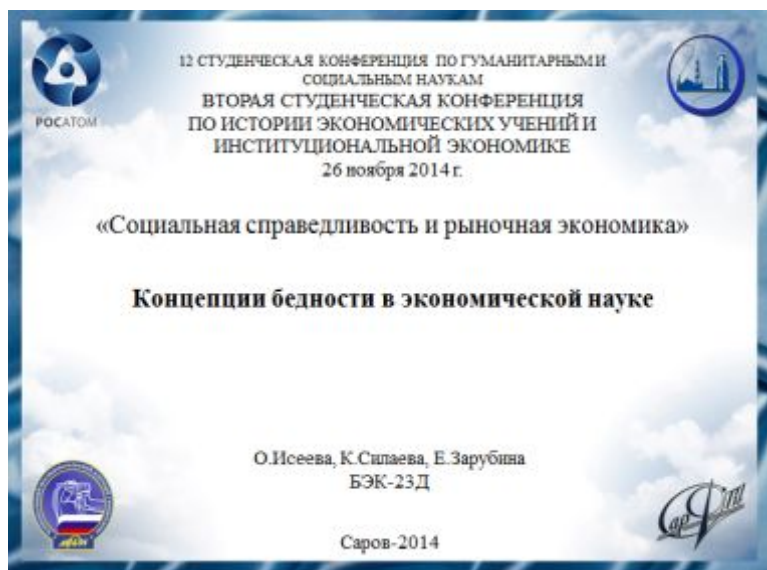 12 СТУДЕНЧЕСКАЯ КОНФЕРЕНЦИЯ ПО ГУМАНИТАРНЫМ И
СОЦИАЛЬНЫМ НАУКАМ
ВТОРАЯ СТУДЕНЧЕСКАЯ КОНФЕРЕНЦИЯ
ПО ИСТОРИИ ЭКОНОМИЧЕСКИХ УЧЕНИЙ И
ИНСТИТУЦИОНАЛЬНОЙ ЭКОНОМИКЕ
26 ноября 2014 г.
РОСАТОМ
«Социальная справедливость и рыночная экономика»
Концепции бедности в экономической науке
О.Исеева, К.Силаева, Е.Зарубина
БЭК-23Д
СарФТИ
Саров-2014